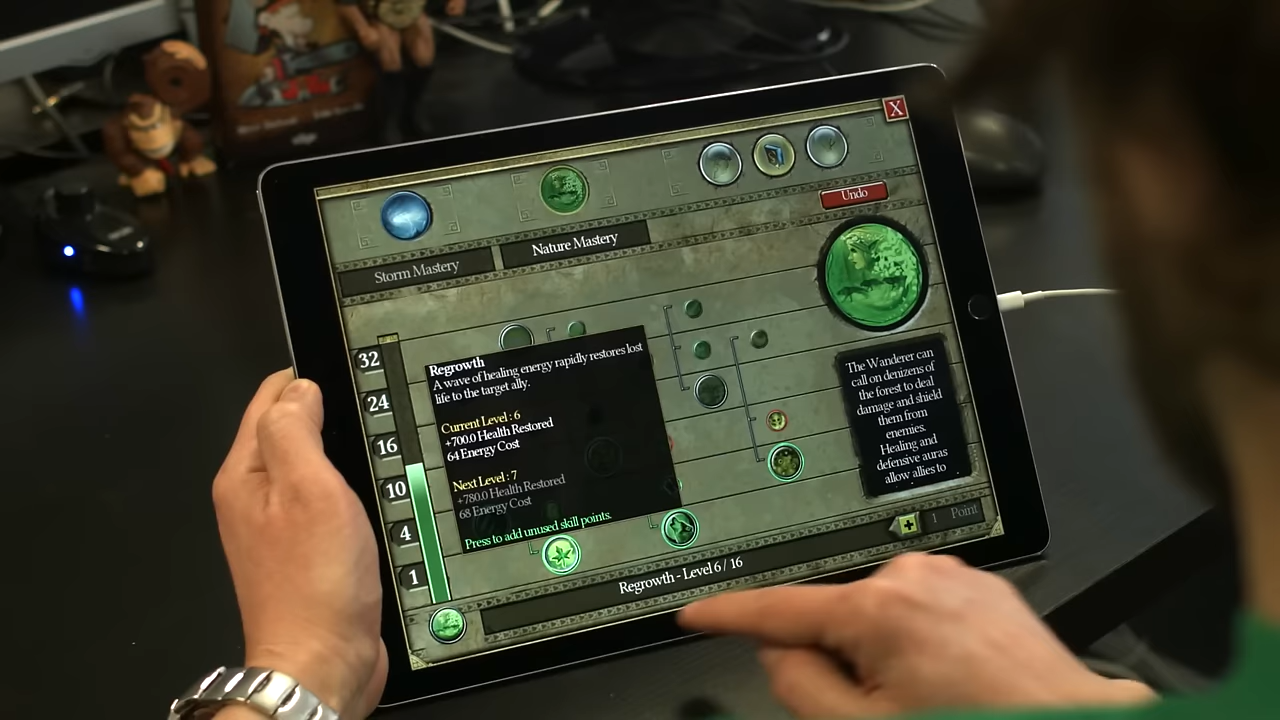 X
Undo
Storm Mastery
Nature Mastery
32
24
16
10
4
1
Regrowth
A wave of healing energy rapidly restores lost
life to the target ally.
Current Level : 6
+700.0 Health Restored
64 Energy Cost
Next Level : 7
+780.0 Health Restored
68 Energy Cost
Press to add unused skill points.
The Wanderer can
call on denizens of
the forest to deal
damage and shield
them from
enemies.
Healing and
defensive auras
allow allies to
1 Point
Regrowth - Level 6 / 16